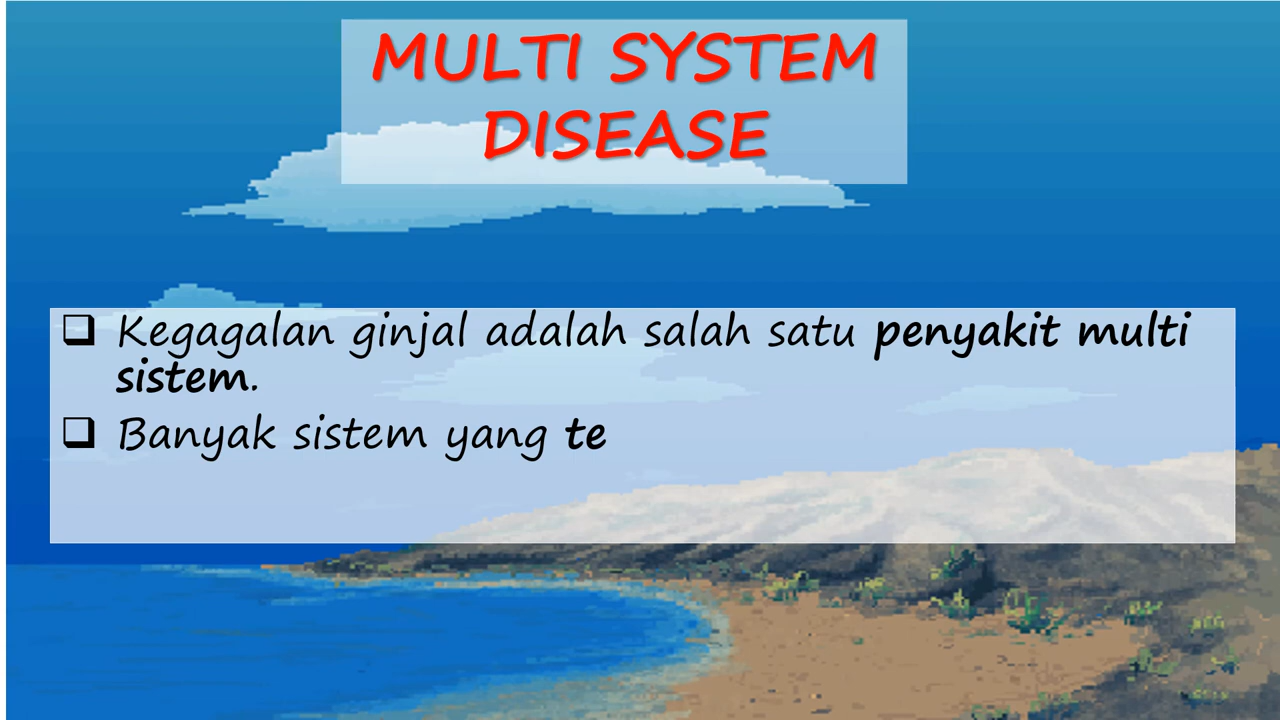 MULTI SYSTEM
DISEASE
Kegagalan ginjal adalah salah satu penyakit multi
sistem.
Banyak sistem yang te